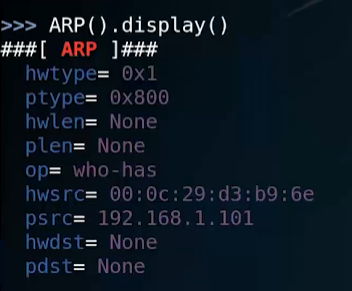 >>> ARP().display()
###[ ARP ]###
hwtype= 0x1
ptype= 0x800
hwlen= None
plen= None
op= who-has
hwsrc= 00:0c:29:d3:b9:6e
psrc= 192.168.1.101
hwdst= None
pdst= None